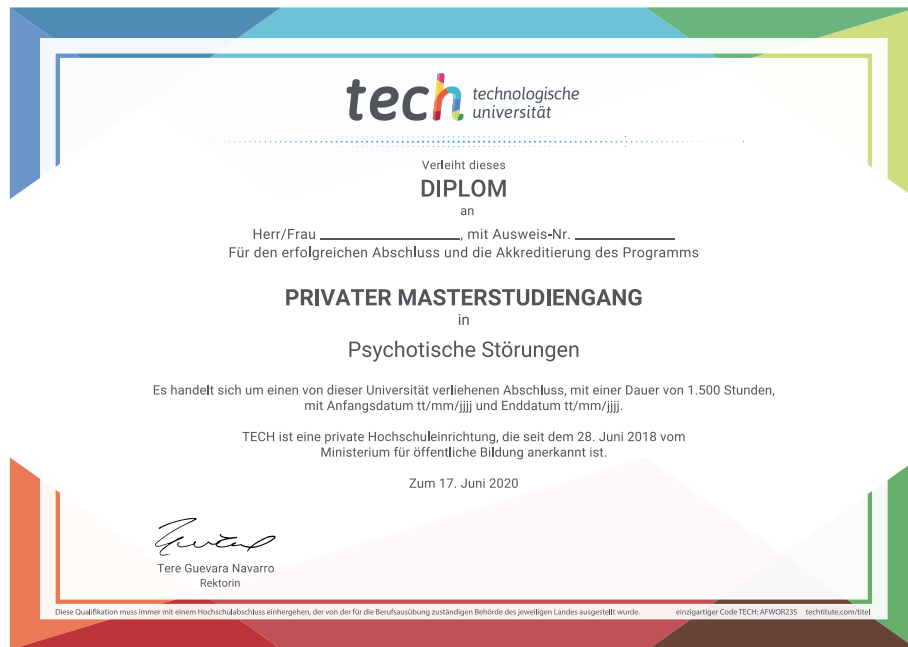 tech technologische
universität
Verleiht dieses
DIPLOM
an
Herr/Frau ____________, mit Ausweis-Nr. ____________
Für den erfolgreichen Abschluss und die Akkreditierung des Programms
PRIVATER MASTERSTUDIENGANG
in
Psychotische Störungen
Es handelt sich um einen von dieser Universität verliehenen Abschluss, mit einer Dauer von 1.500 Stunden,
mit Anfangsdatum tt/mm/jjjj und Enddatum tt/mm/jjjj.
TECH ist eine private Hochschuleinrichtung, die seit dem 28. Juni 2018 vom
Ministerium für öffentliche Bildung anerkannt ist.
Zum 17. Juni 2020
Tere Guevara Navarro
Rektorin
Diese Qualifikation muss immer mit einem Hochschulabschluss einhergehen, der von der für die Berufsausübung zuständigen Behörde des jeweiligen Landes ausgestellt wurde. einzigartiger Code TECH: AFWOR235 techtitute.com/titel